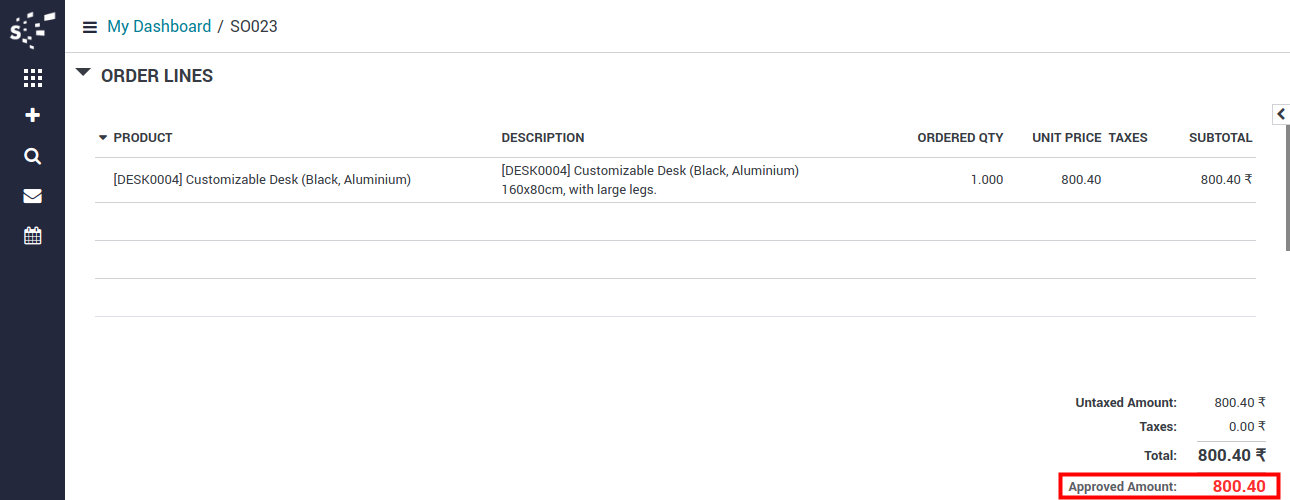 S
My Dashboard / SO023
ORDER LINES
PRODUCT DESCRIPTION ORDERED QTY UNIT PRICE TAXES SUBTOTAL
[DESK0004] Customizable Desk (Black, Aluminium) [DESK0004] Customizable Desk (Black, Aluminium) 1.000 800.40 800.40 ₹
160x80cm, with large legs.
Untaxed Amount: 800.40 ₹
Taxes: 0.00 ₹
Total: 800.40 ₹
Approved Amount: 800.40